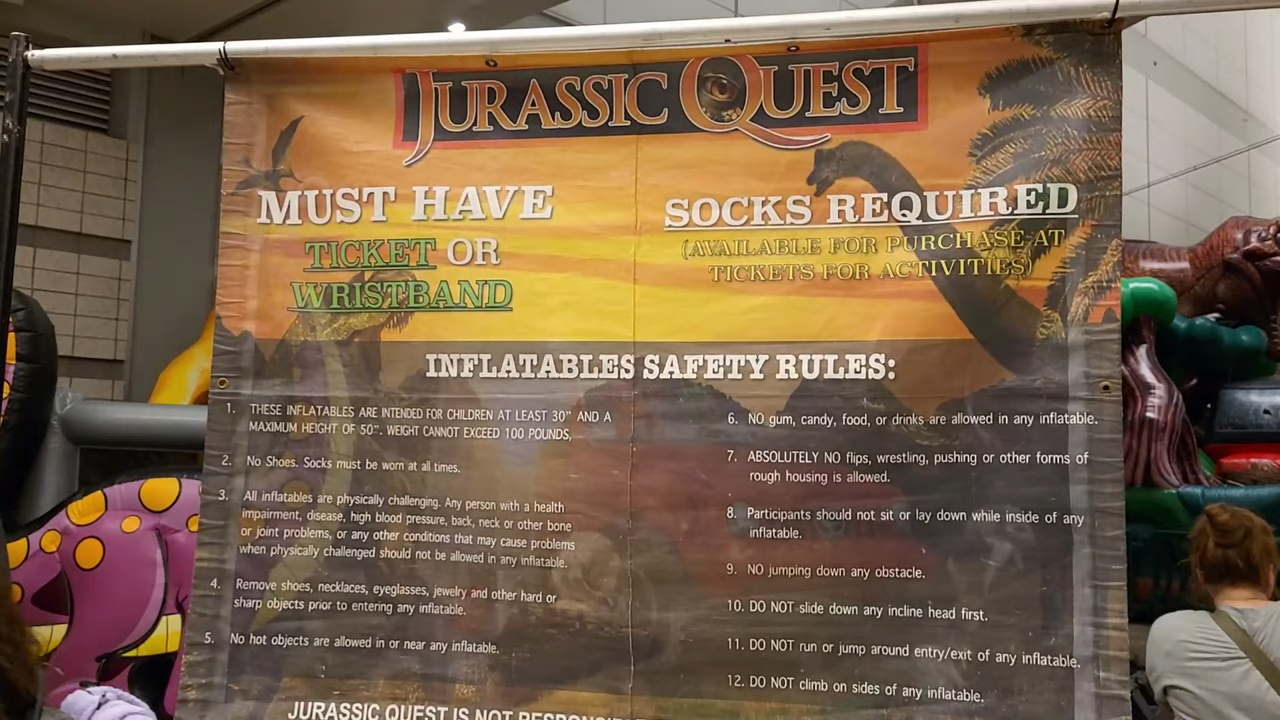 JURASSIC QUEST
MUST HAVE
TICKET OR
WRISTBAND
SOCKS REQUIRED
(AVAILABLE FOR PURCHASE AT
TICKETS FOR ACTIVITIES)
INFLATABLES SAFETY RULES:
1. THESE INFLATABLES ARE INTENDED FOR CHILDREN AT LEAST 30" AND A
MAXIMUM HEIGHT OF 50". WEIGHT CANNOT EXCEED 100 POUNDS,
2. No Shoes. Socks must be worn at all times.
3. All inflatables are physically challenging. Any person with a health
impairment, disease, high blood pressure, back, neck or other bone
or joint problems, or any other conditions that may cause problems
when physically challenged should not be allowed in any inflatable.
4. Remove shoes, necklaces, eyeglasses, jewelry and other hard or
sharp objects prior to entering any inflatable.
5. No hot objects are allowed in or near any inflatable.
6. NO gum, candy, food, or drinks are allowed in any inflatable.
7. ABSOLUTELY NO flips, wrestling, pushing or other forms of
rough housing is allowed.
8. Participants should not sit or lay down while inside of any
inflatable.
9. NO jumping down any obstacle.
10. DO NOT slide down any incline head first.
11. DO NOT run or jump around entry/exit of any inflatable.
12. DO NOT climb on sides of any inflatable.
JURASSIC QUEST IS NOT